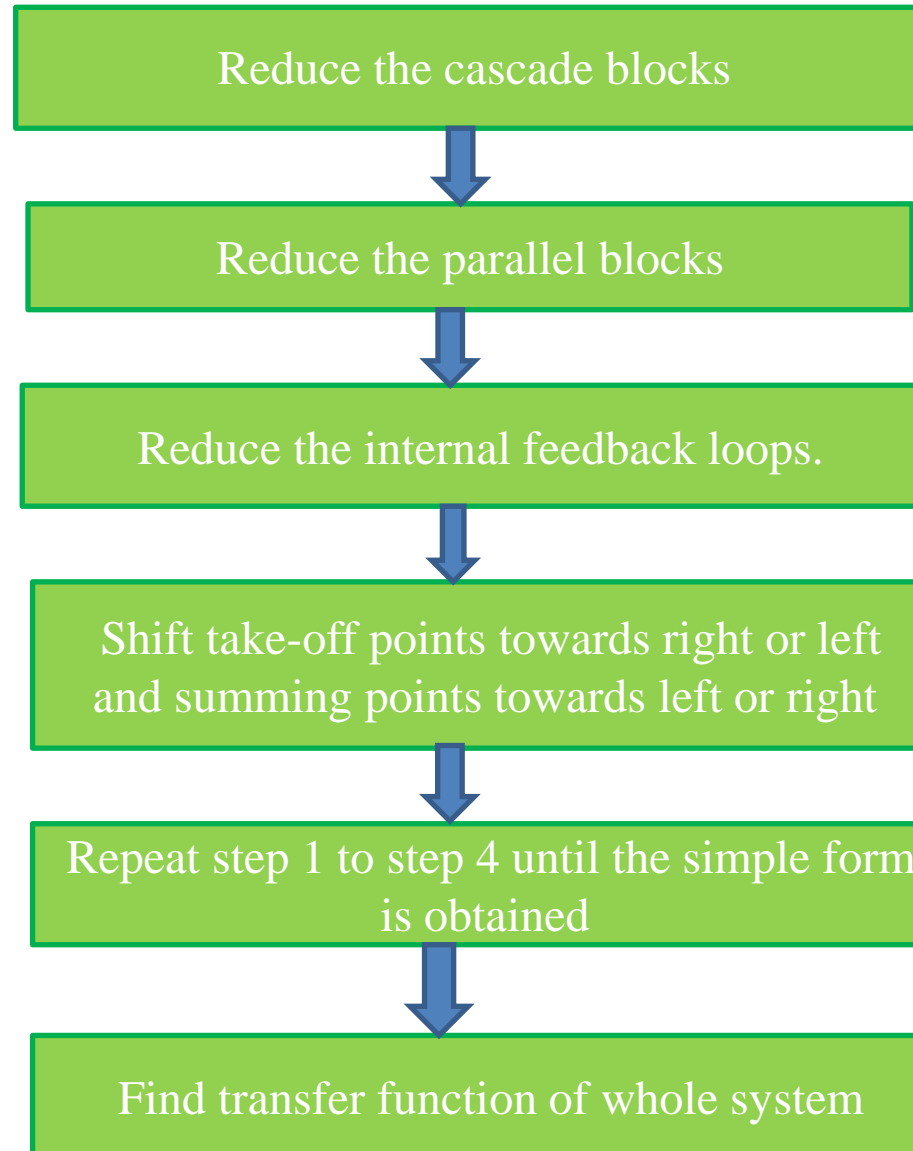 Reduce the cascade blocks
Reduce the parallel blocks
Reduce the internal feedback loops.
Shift take-off points towards right or left
and summing points towards left or right
Repeat step 1 to step 4 until the simple form
is obtained
Find transfer function of whole system